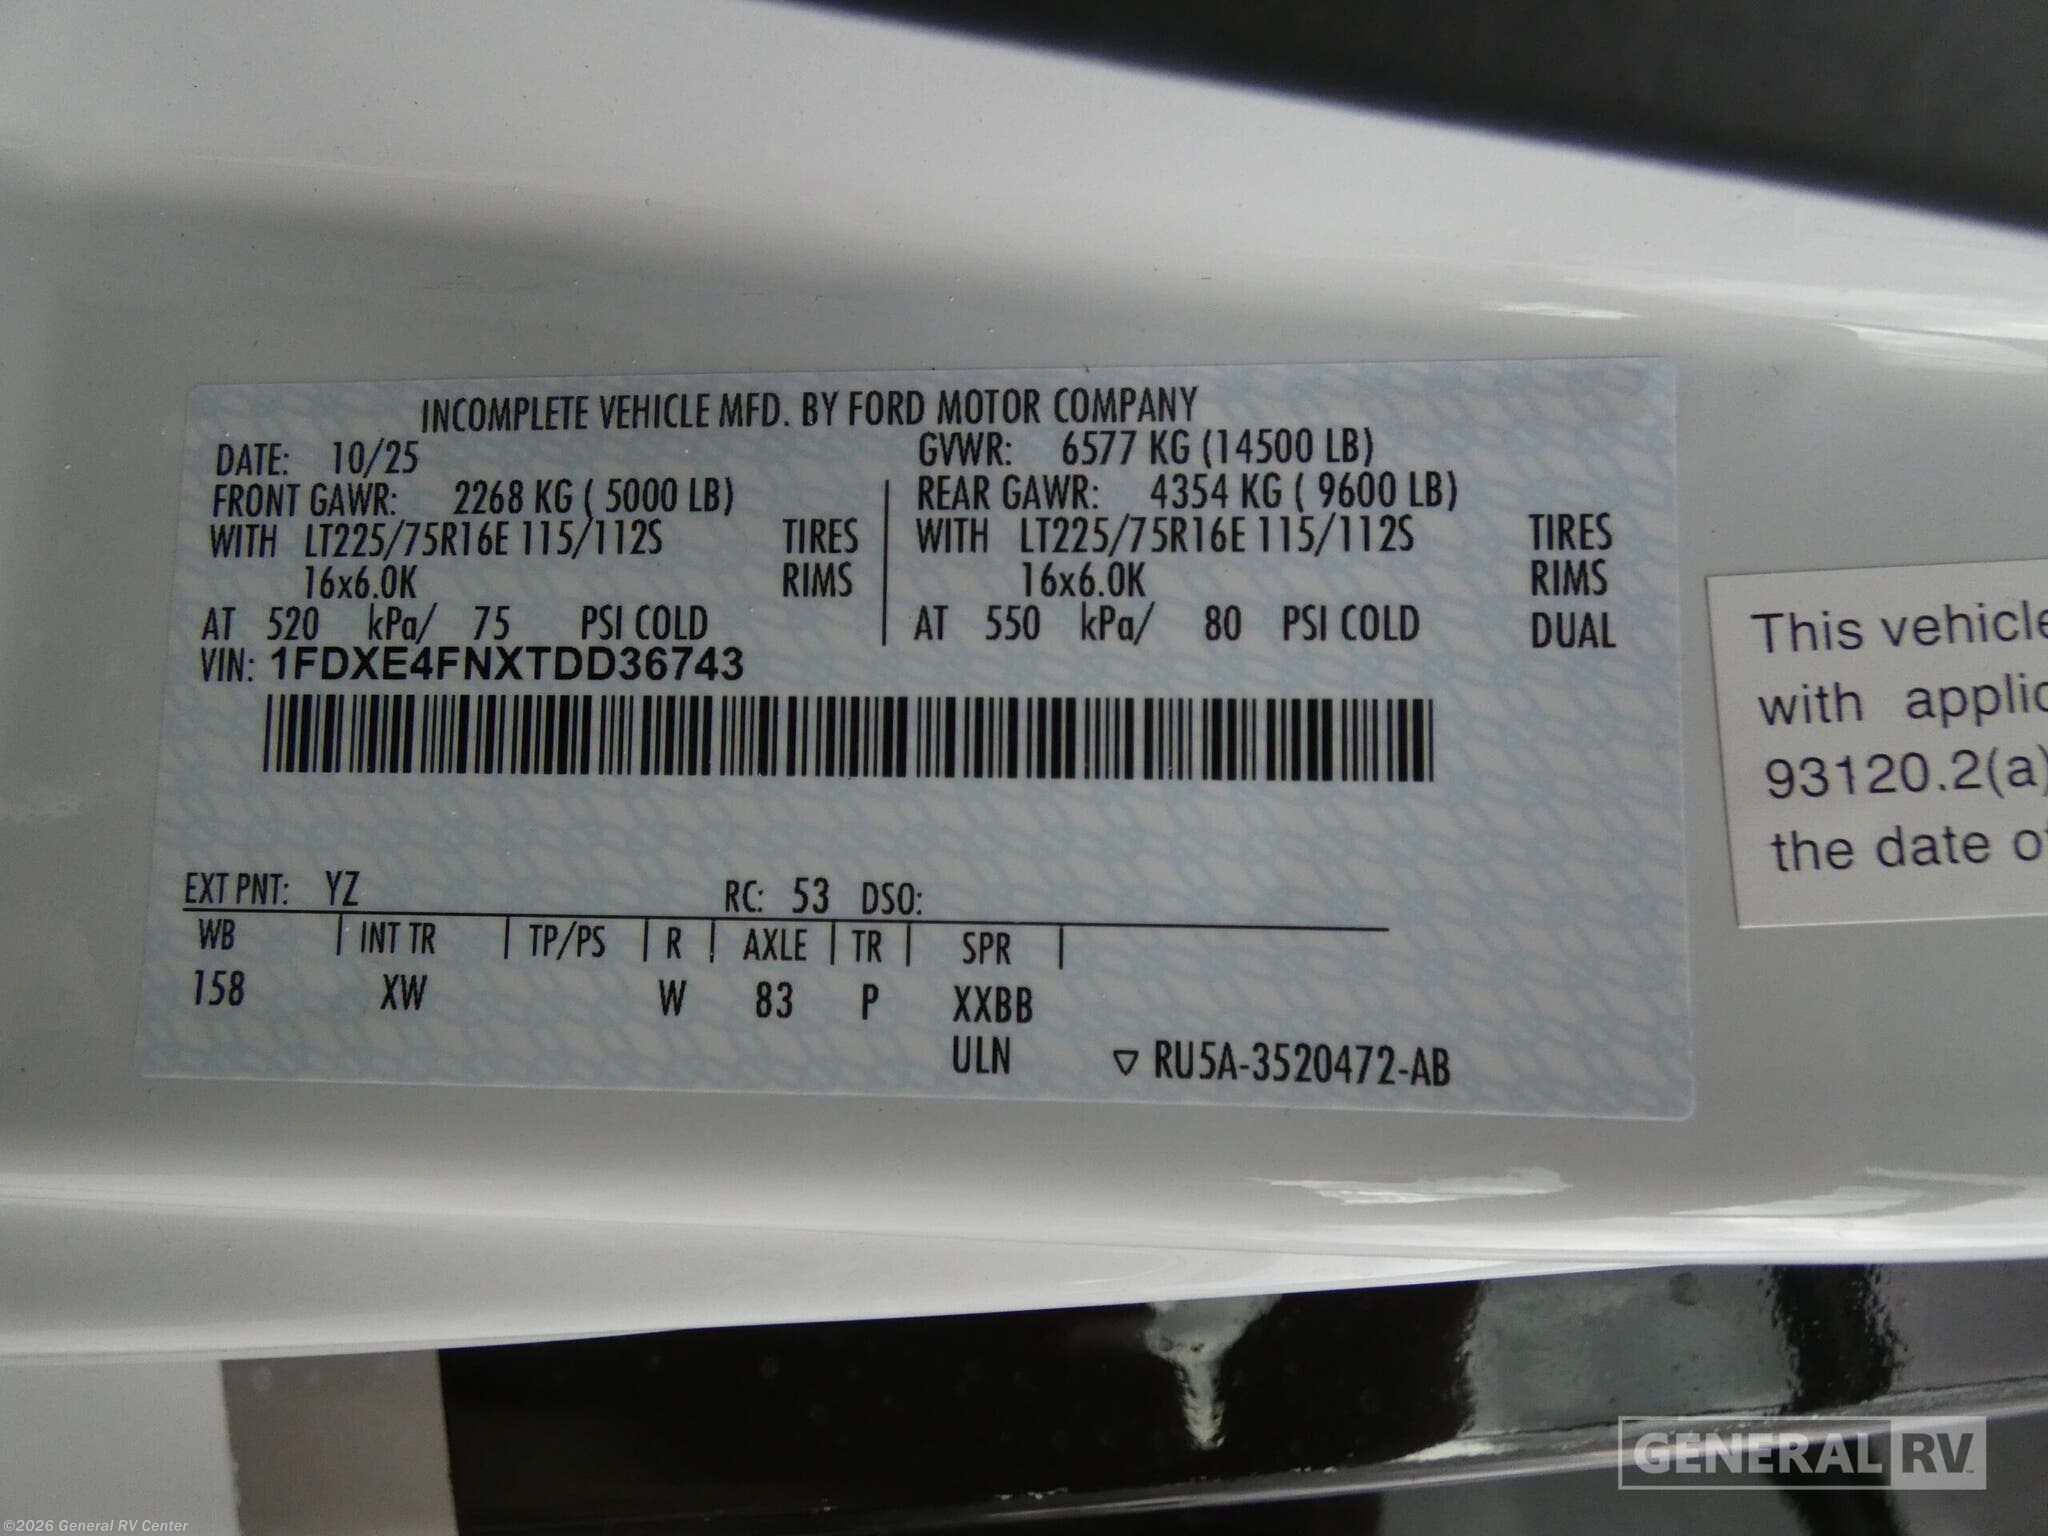 INCOMPLETE VEHICLE MFD. BY FORD MOTOR COMPANY
DATE: 10/25 GVWR: 6577 KG (14500 LB)
FRONT GAWR: 2268 KG ( 5000 LB) REAR GAWR: 4354 KG ( 9600 LB)
WITH LT225/75R16E 115/112S TIRES WITH LT225/75R16E 115/112S TIRES
16x6.0K RIMS 16x6.0K RIMS
AT 520 kPa/ 75 PSI COLD AT 550 kPa/ 80 PSI COLD DUAL
VIN: 1FDXE4FNXTDD36743
EXT PNT: YZ RC: 53 DSO:
WB INT TR TP/PS R AXLE TR SPR
158 XW W 83 P XXBB
ULN ▽ RU5A-3520472-AB
This vehicle
with applic
93120.2(a)
the date of
GENERAL RV
©2026 General RV Center